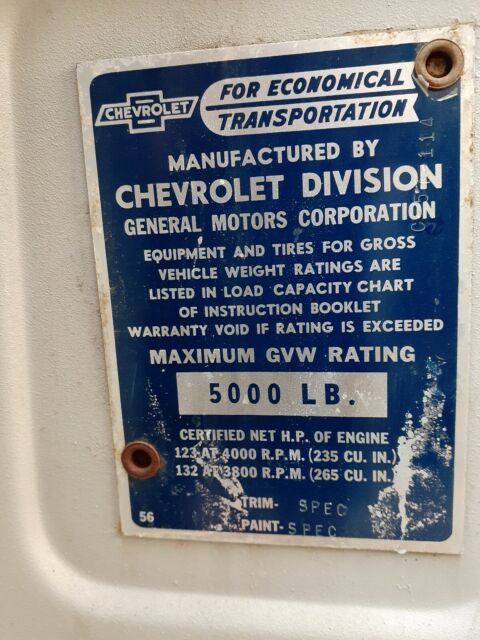 CHEVROLET
FOR ECONOMICAL
TRANSPORTATION
MANUFACTURED BY
CHEVROLET DIVISION
GENERAL MOTORS CORPORATION
EQUIPMENT AND TIRES FOR GROSS
VEHICLE WEIGHT RATINGS ARE
LISTED IN LOAD CAPACITY CHART
OF INSTRUCTION BOOKLET
WARRANTY VOID IF RATING IS EXCEEDED
MAXIMUM GVW RATING
5000 LB.
CERTIFIED NET H.P. OF ENGINE
123 AT 4000 R.P.M. (235 CU. IN.)
132 AT 3800 R.P.M. (265 CU. IN.)
TRIM- SPEC
PAINT-SPEC
56